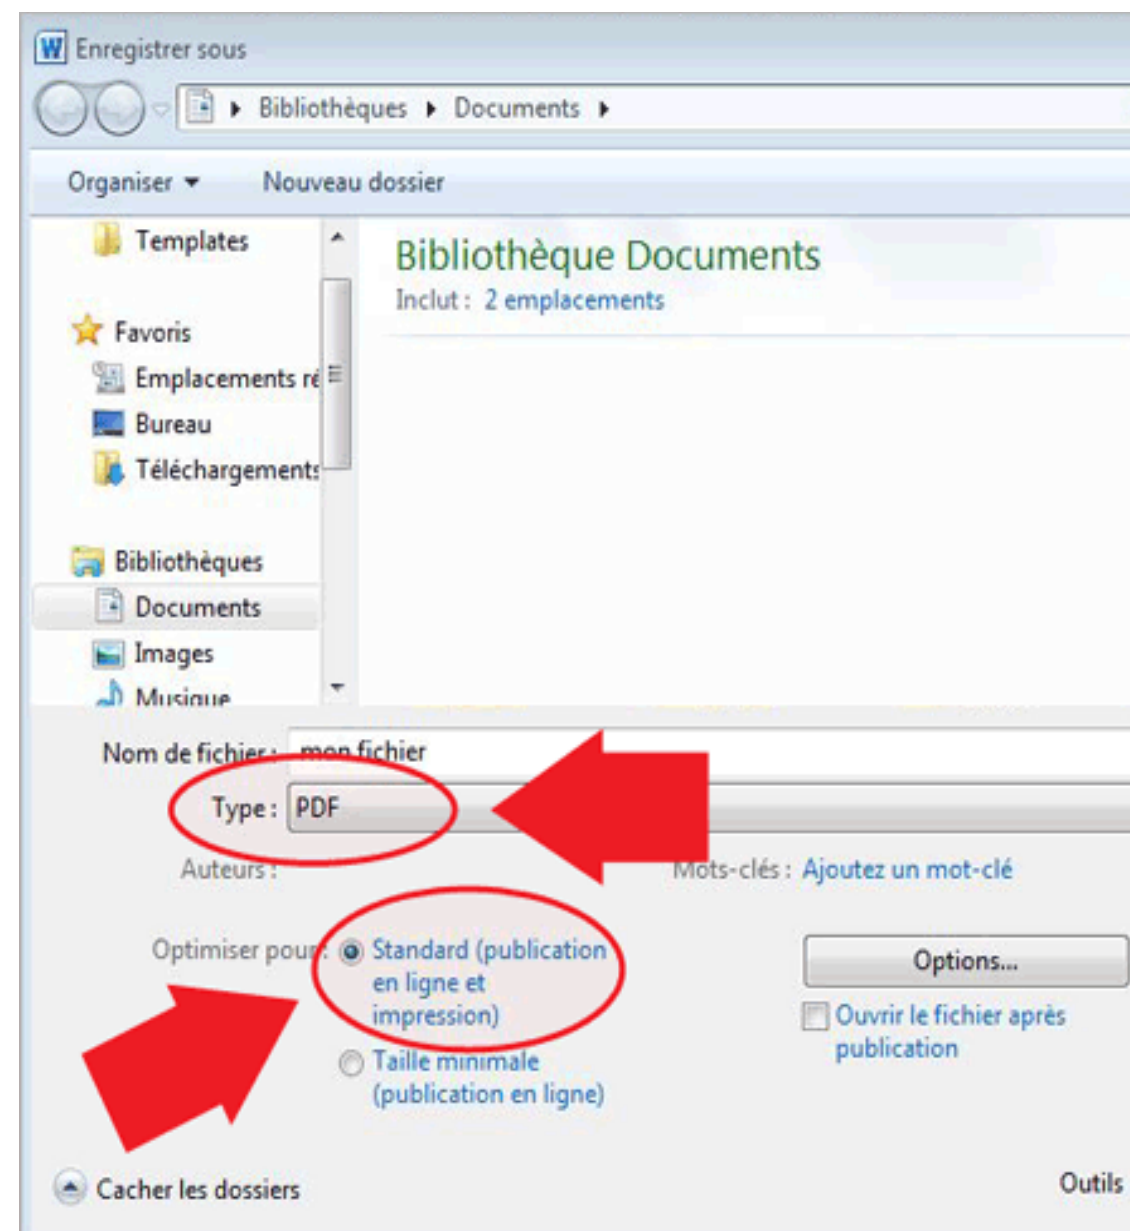 Enregistrer sous
Bibliothèques Documents
Organiser Nouveau dossier
Templates
Favoris
Emplacements ré
Bureau
Téléchargements
Bibliothèques
Documents
Images
Musique
Bibliothèque Documents
Inclut : 2 emplacements
Nom de fichier : mon fichier
Type : PDF
Auteurs : Mots-clés : Ajoutez un mot-clé
Optimiser pour : Standard (publication
en ligne et
impression)
Taille minimale
(publication en ligne)
Options...
Ouvrir le fichier après
publication
Cacher les dossiers Outils